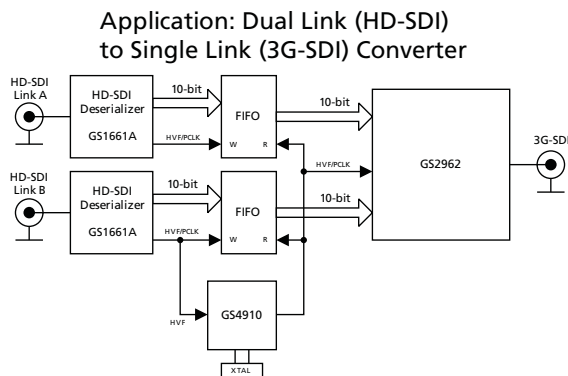 Application: Dual Link (HD-SDI)
to Single Link (3G-SDI) Converter
HD-SDI
Link A
HD-SDI
Deserializer
GS1661A
10-bit
HVF/PCLK
FIFO
W
R
10-bit
HVF/PCLK
GS2962
3G-SDI
HD-SDI
Link B
HD-SDI
Deserializer
GS1661A
10-bit
HVF/PCLK
FIFO
W
R
10-bit
HVF
GS4910
XTAL